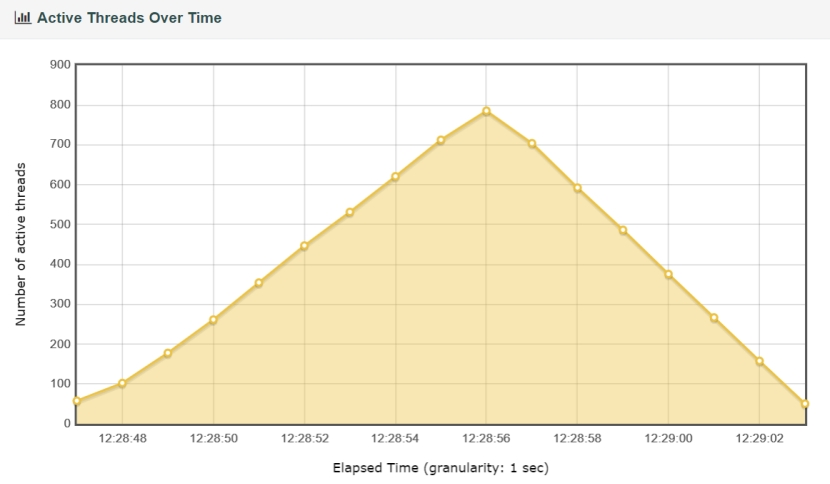 Active Threads Over Time
900
800
700
600
500
400
300
200
100
0
Number of active threads
12:28:48 12:28:50 12:28:52 12:28:54 12:28:56 12:28:58 12:29:00 12:29:02
Elapsed Time (granularity: 1 sec)